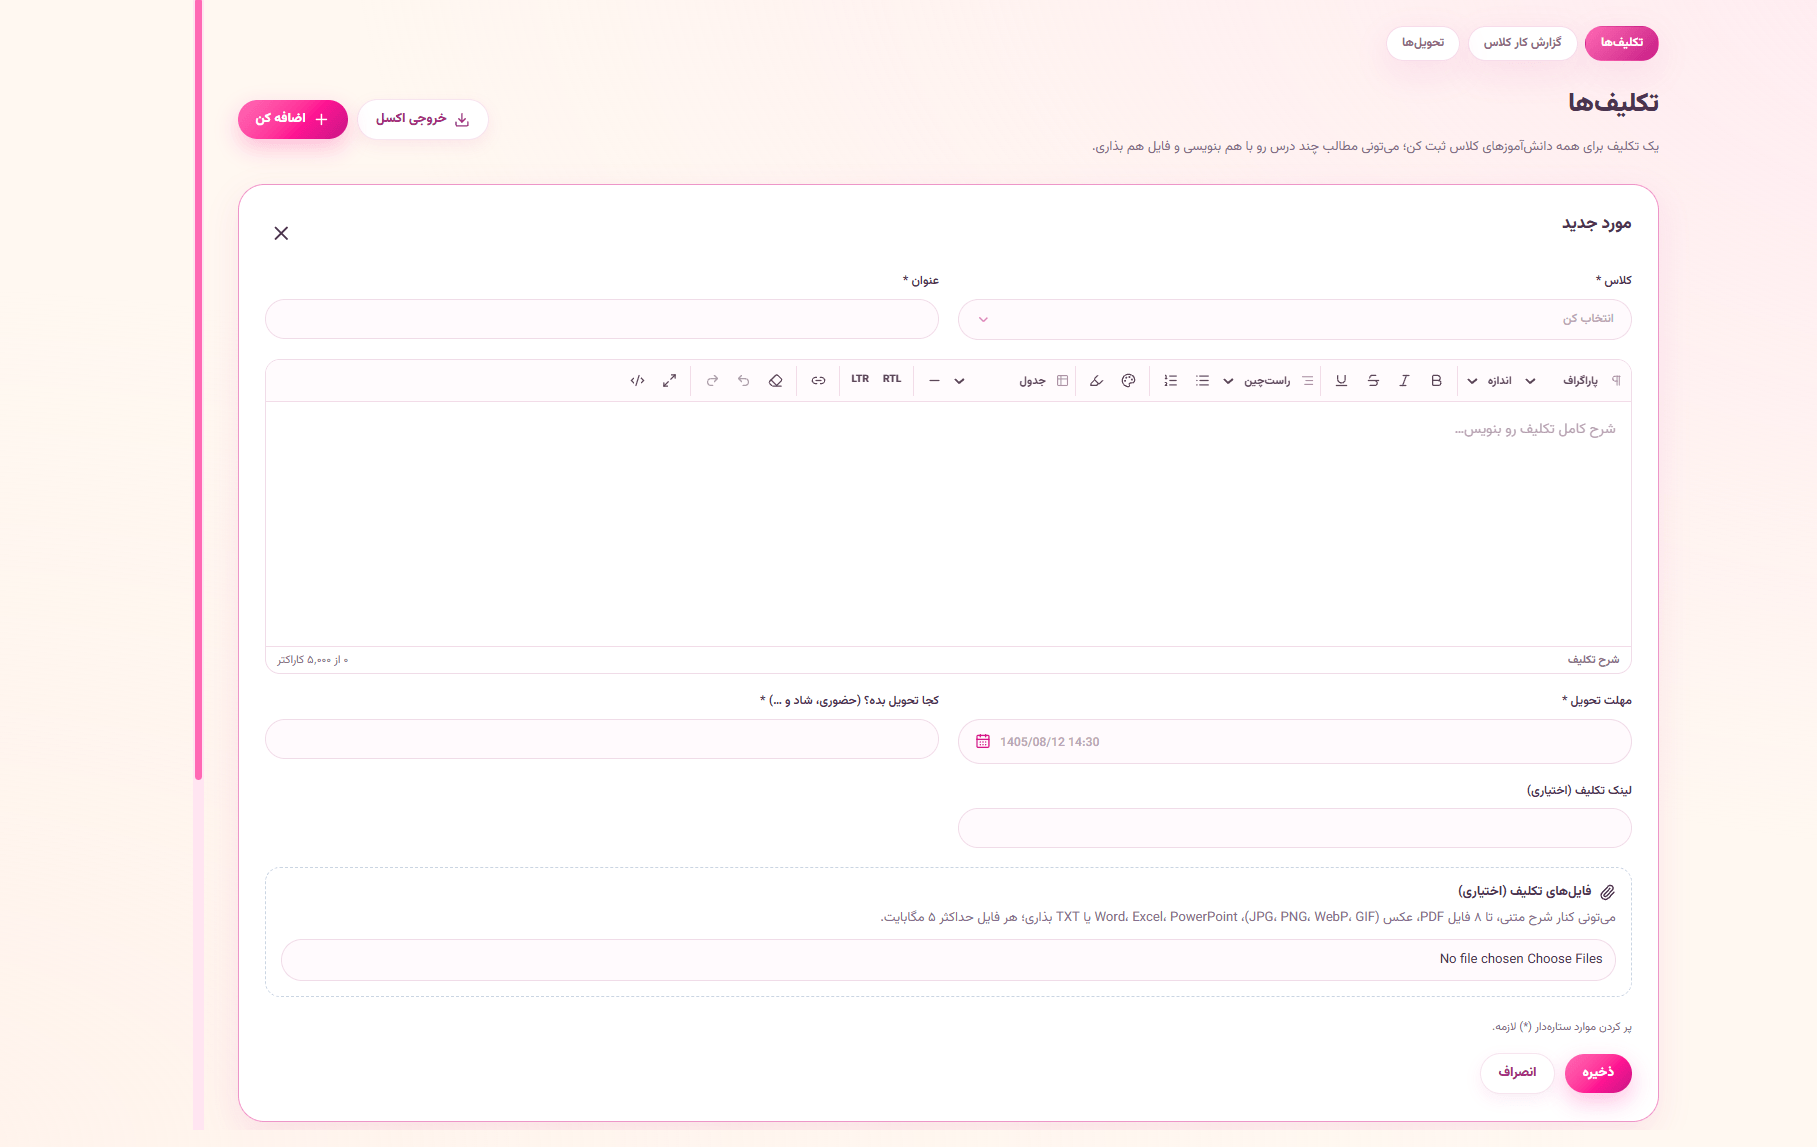 تکلیف‌ها
گزارش کار کلاس
تحویل‌ها
تکلیف‌ها
یک تکلیف برای همه دانش‌آموزهای کلاس ثبت کن؛ می‌تونی مطالب چند درس رو با هم بنویسی و فایل هم بذاری.
خروجی اکسل
اضافه کن
مورد جدید
کلاس *
عنوان *
انتخاب کن
پاراگراف اندازه B I S U راست‌چین جدول RTL LTR
شرح کامل تکلیف رو بنویس...
شرح تکلیف
۰ از ۵,۰۰۰ کاراکتر
مهلت تحویل *
کجا تحویل بده؟ (حضوری، شاد و ...) *
1405/08/12 14:30
لینک تکلیف (اختیاری)
فایل‌های تکلیف (اختیاری)
می‌تونی کنار شرح متنی، تا ۸ فایل PDF، عکس (JPG، PNG، WebP، GIF)، Word، Excel، PowerPoint یا TXT بذاری؛ هر فایل حداکثر ۵ مگابایت.
No file chosen Choose Files
پر کردن موارد ستاره‌دار (*) لازمه.
ذخیره
انصراف